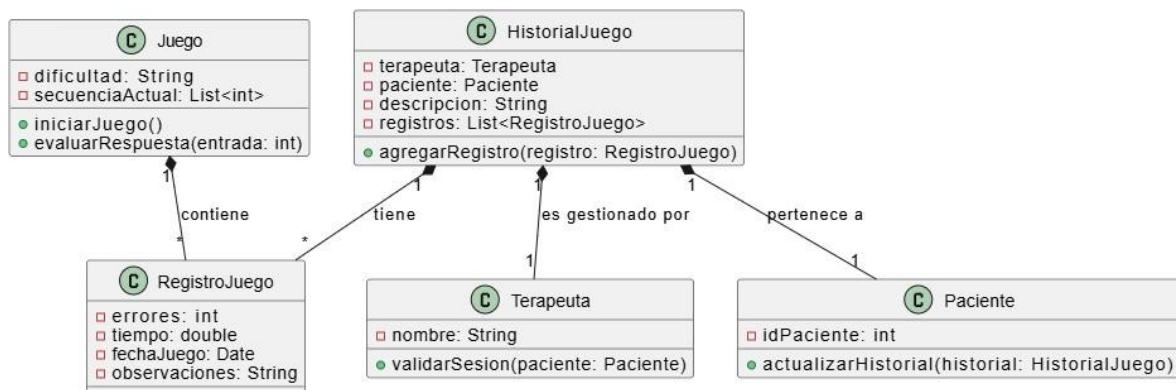 C Juego
dificultad: String
secuenciaActual: List<int>
iniciarJuego()
evaluarRespuesta(entrada: int)
C HistorialJuego
terapeuta: Terapeuta
paciente: Paciente
descripcion: String
registros: List<RegistroJuego>
agregarRegistro(registro: RegistroJuego)
1
1
1
1
contiene
tiene
es gestionado por
pertenece a
*
*
1
1
C RegistroJuego
errores: int
tiempo: double
fechaJuego: Date
observaciones: String
C Terapeuta
nombre: String
validarSesion(paciente: Paciente)
C Paciente
idPaciente: int
actualizarHistorial(historial: HistorialJuego)